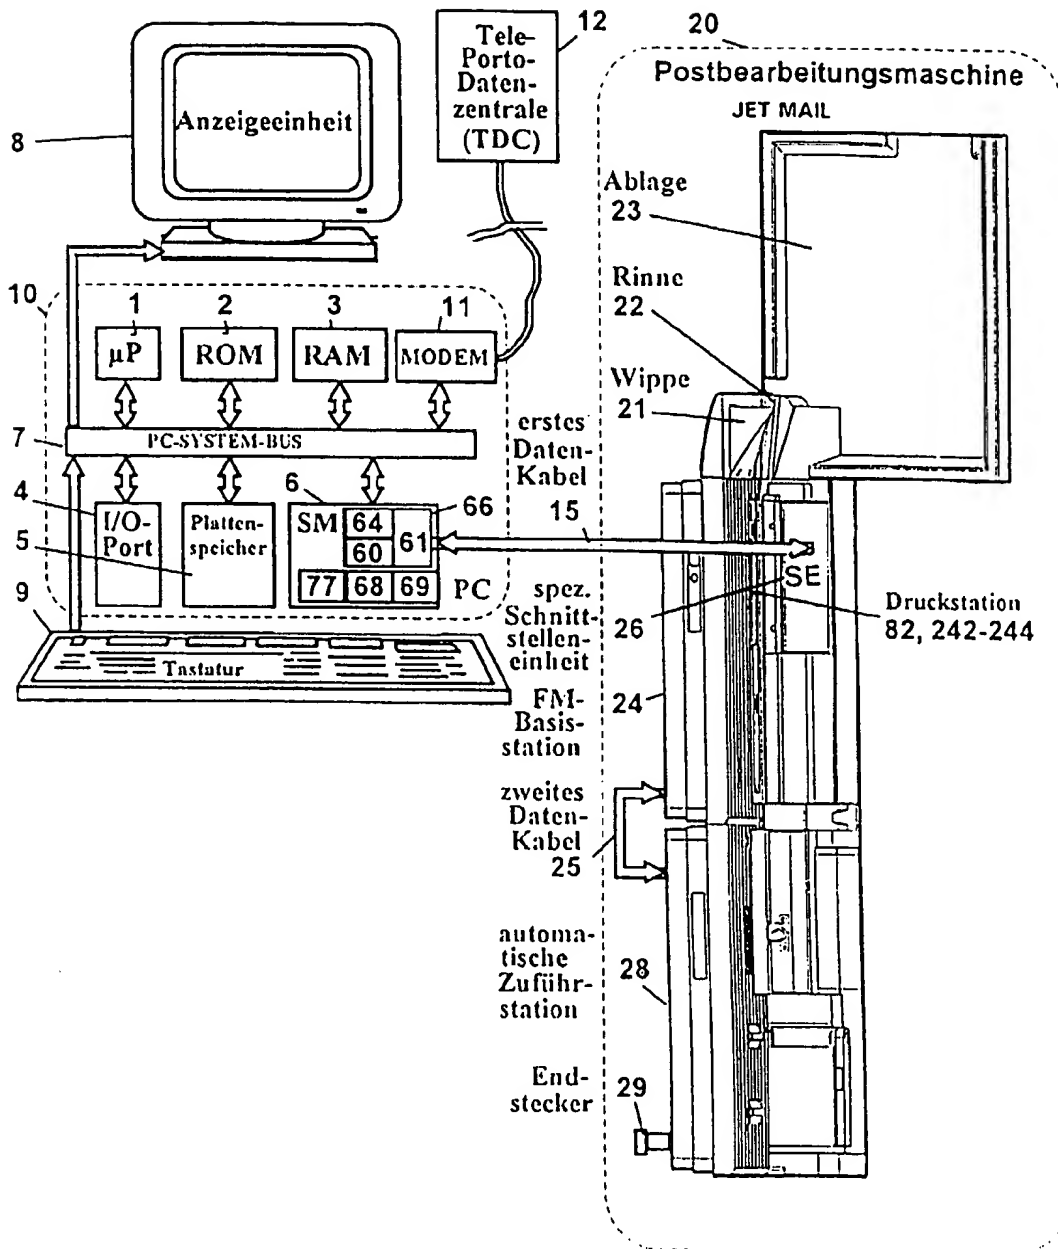 12
Tele-
Porto-
Daten-
zentrale
(TDC)
20
Postbearbeitungsmaschine
JET MAIL
8
Anzeigeeinheit
Ablage
23
Rinne
22
Wippe
21
10
1
µP
2
ROM
3
RAM
11
MODEM
7
PC-SYSTEM-BUS
erstes
Daten-
Kabel
15
4
I/O-
Port
5
Platten-
speicher
6
SM
64
60
61
66
77
68
69
PC
SE
26
Druckstation
82, 242-244
9
Tastatur
spez.
Schnitt-
stellen-
einheit
FM-
Basis-
station
24
zweites
Daten-
Kabel
25
automa-
tische
Zuführ-
station
28
End-
stecker
29